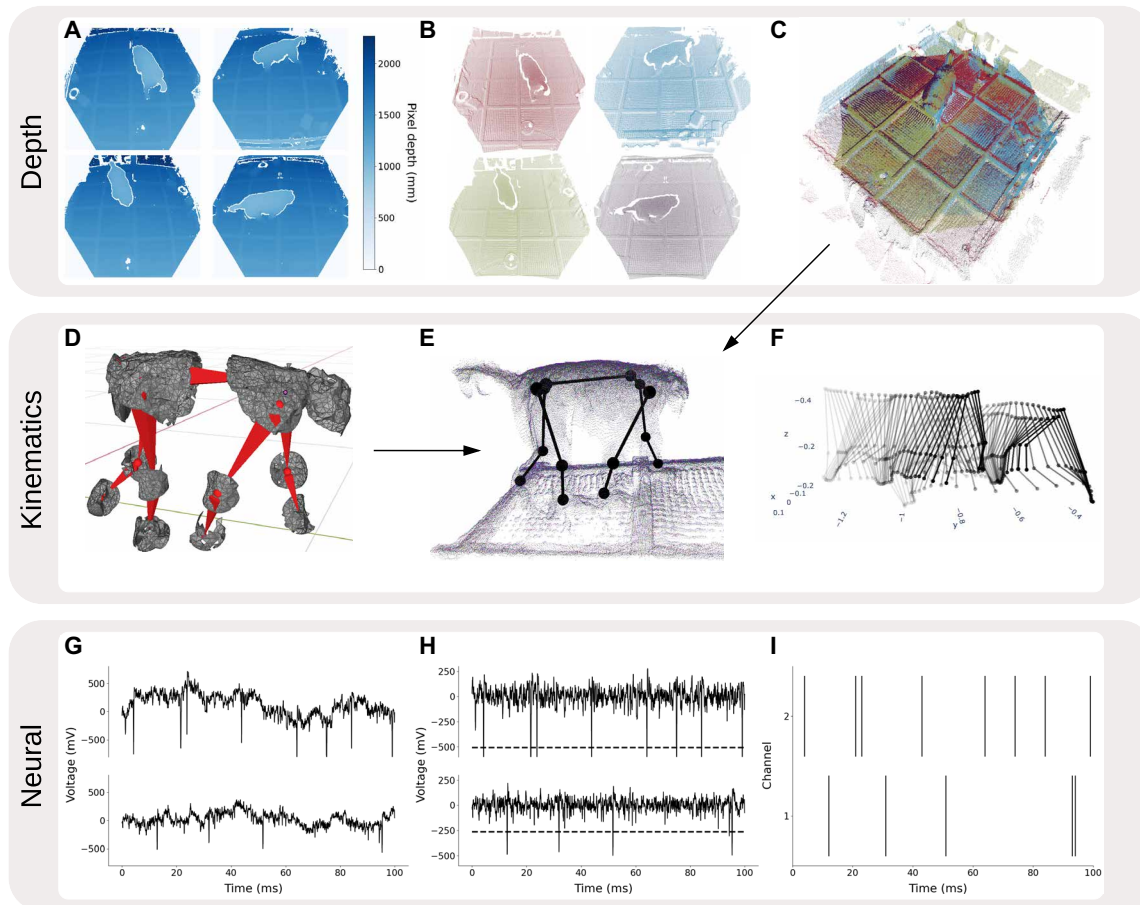 Depth
A
B
C
2000
1500
1000
500
0
Pixel depth (mm)
Kinematics
D
E
F
−0.4
z
−0.2
−0.2
x
−0.1
0
0.1
−1.2
−1
−0.8
y
−0.6
−0.4
Neural
G
H
I
500
0
−500
500
0
−500
Voltage (mV)
0 20 40 60 80 100
Time (ms)
250
0
−250
−500
250
0
−250
−500
Voltage (mV)
0 20 40 60 80 100
Time (ms)
2
1
Channel
0 20 40 60 80 100
Time (ms)